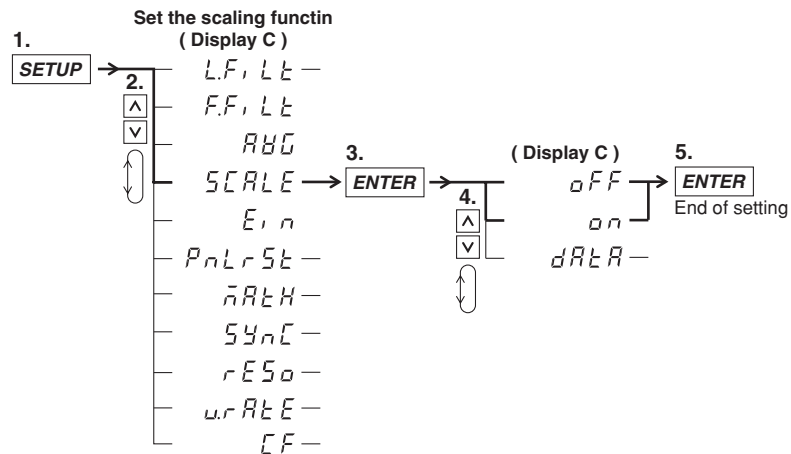 Set the scaling functin
( Display C )
1.
SETUP
2.
L.FiLt
F.FiLt
AVG
SCALE
Ein
PnLrSt
mAtH
SYnC
rESo
u.rAtE
CF
3.
ENTER
4.
( Display C )
oFF
on
dAtA
5.
ENTER
End of setting